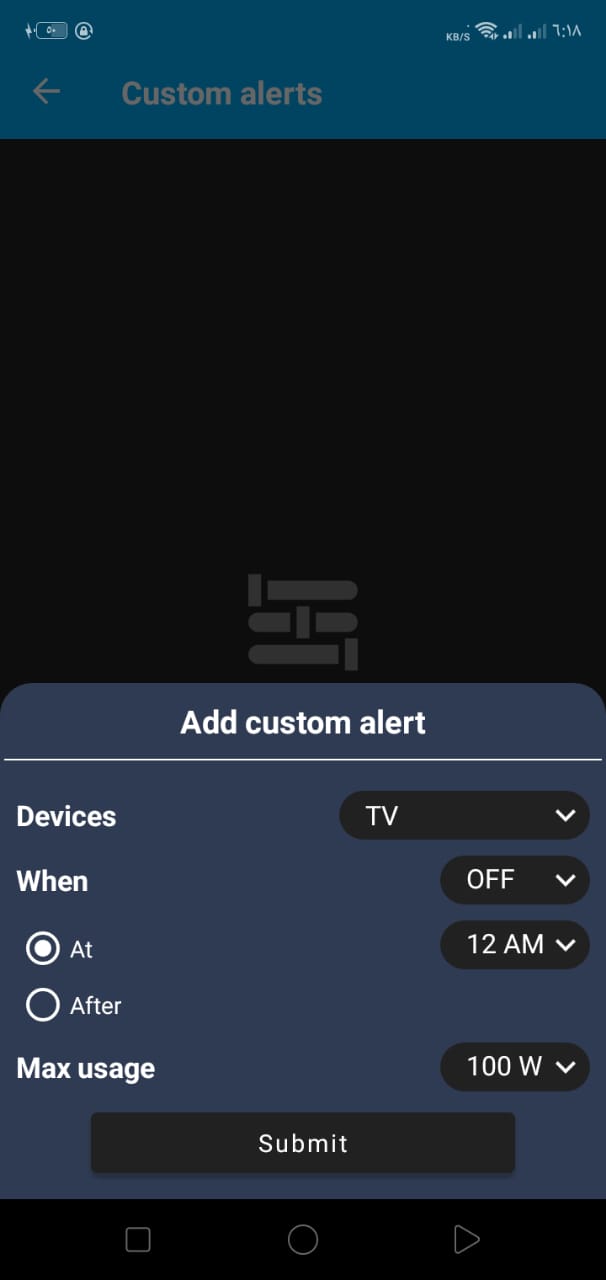 ٥٠
KB/S
٦:١٨
Custom alerts
Add custom alert
Devices
TV
When
OFF
At
12 AM
After
Max usage
100 W
Submit